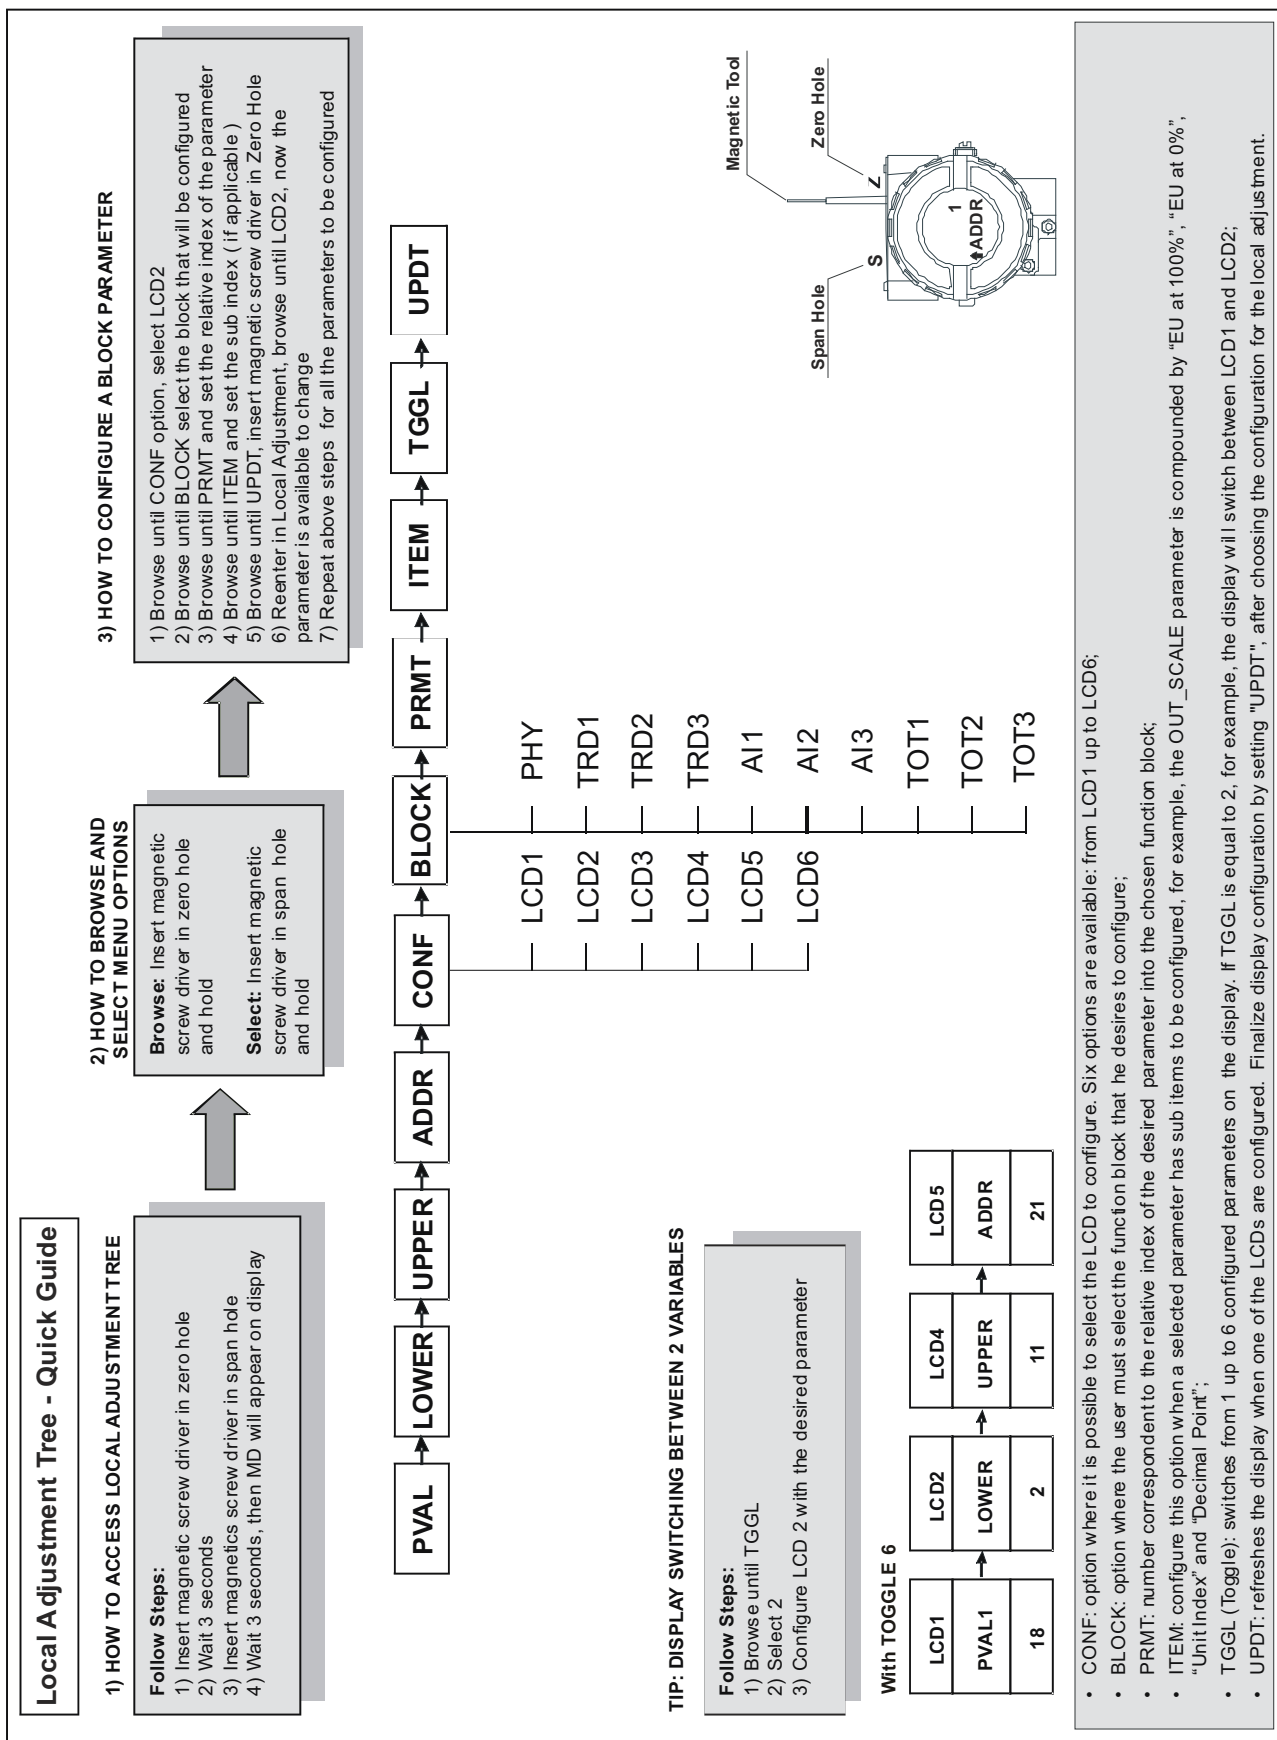 Local Adjustment Tree - Quick Guide
1) HOW TO ACCESS LOCAL ADJUSTMENT TREE
Follow Steps:
1) Insert magnetic screw driver in zero hole
2) Wait 3 seconds
3) Insert magnetics screw driver in span hole
4) Wait 3 seconds, then MD will appear on display
2) HOW TO BROWSE AND
SELECT MENU OPTIONS
Browse: Insert magnetic
screw driver in zero hole
and hold
Select: Insert magnetic
screw driver in span hole
and hold
3) HOW TO CONFIGURE A BLOCK PARAMETER
1) Browse until CONF option, select LCD2
2) Browse until BLOCK select the block that will be configured
3) Browse until PRMT and set the relative index of the parameter
4) Browse until ITEM and set the sub index ( if applicable )
5) Browse until UPDT, insert magnetic screw driver in Zero Hole
6) Reenter in Local Adjustment, browse until LCD2, now the
parameter is available to change
7) Repeat above steps for all the parameters to be configured
PVAL
LOWER
UPPER
ADDR
CONF
BLOCK
PRMT
ITEM
TGGL
UPDT
LCD1
LCD2
LCD3
LCD4
LCD5
LCD6
PHY
TRD1
TRD2
TRD3
AI1
AI2
AI3
TOT1
TOT2
TOT3
TIP: DISPLAY SWITCHING BETWEEN 2 VARIABLES
Follow Steps:
1) Browse until TGGL
2) Select 2
3) Configure LCD 2 with the desired parameter
With TOGGLE 6
LCD1
PVAL1
18
LCD2
LOWER
2
LCD4
UPPER
11
LCD5
ADDR
21
Magnetic Tool
Span Hole
Zero Hole
S
Z
1
ADDR
• CONF: option where it is possible to select the LCD to configure. Six options are available: from LCD1 up to LCD6;
• BLOCK: option where the user must select the function block that he desires to configure;
• PRMT: number correspondent to the relative index of the desired parameter into the chosen function block;
• ITEM: configure this option when a selected parameter has sub items to be configured, for example, the OUT_SCALE parameter is compounded by “EU at 100%”, “EU at 0%”,
“Unit Index” and “Decimal Point”;
• TGGL (Toggle): switches from 1 up to 6 configured parameters on the display. If TGGL is equal to 2, for example, the display will switch between LCD1 and LCD2;
• UPDT: refreshes the display when one of the LCDs are configured. Finalize display configuration by setting "UPDT", after choosing the configuration for the local adjustment.